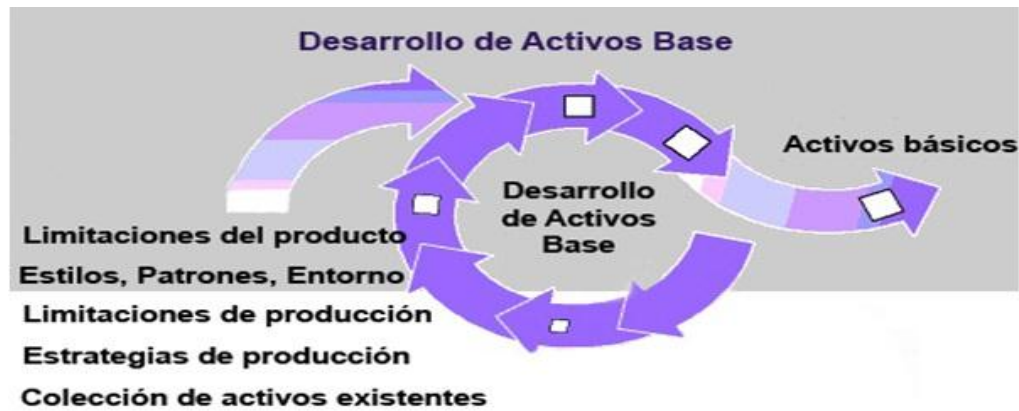 Desarrollo de Activos Base
Activos básicos
Desarrollo
de Activos
Base
Limitaciones del producto
Estilos, Patrones, Entorno
Limitaciones de producción
Estrategias de producción
Colección de activos existentes